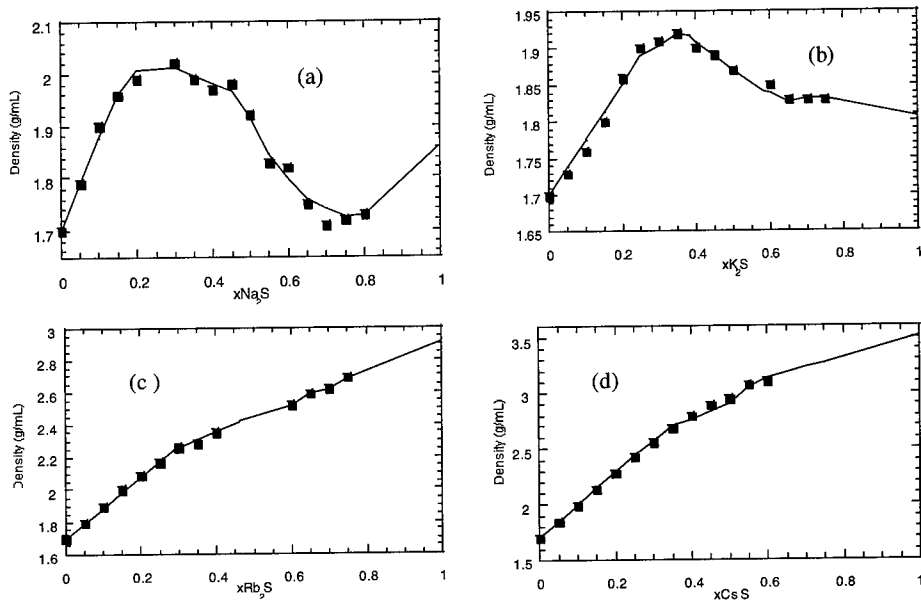 2.1
2
1.9
1.8
1.7
Density (g/mL)
(a)
0 0.2 0.4 0.6 0.8 1
xNa2S
1.95
1.9
1.85
1.8
1.75
1.7
1.65
Density (g/mL)
(b)
0 0.2 0.4 0.6 0.8 1
xK2S
3
2.8
2.6
2.4
2.2
2
1.8
1.6
Density (g/mL)
(c )
0 0.2 0.4 0.6 0.8 1
xRb2S
3.5
3
2.5
2
1.5
Density (g/mL)
(d)
0 0.2 0.4 0.6 0.8 1
xCs S